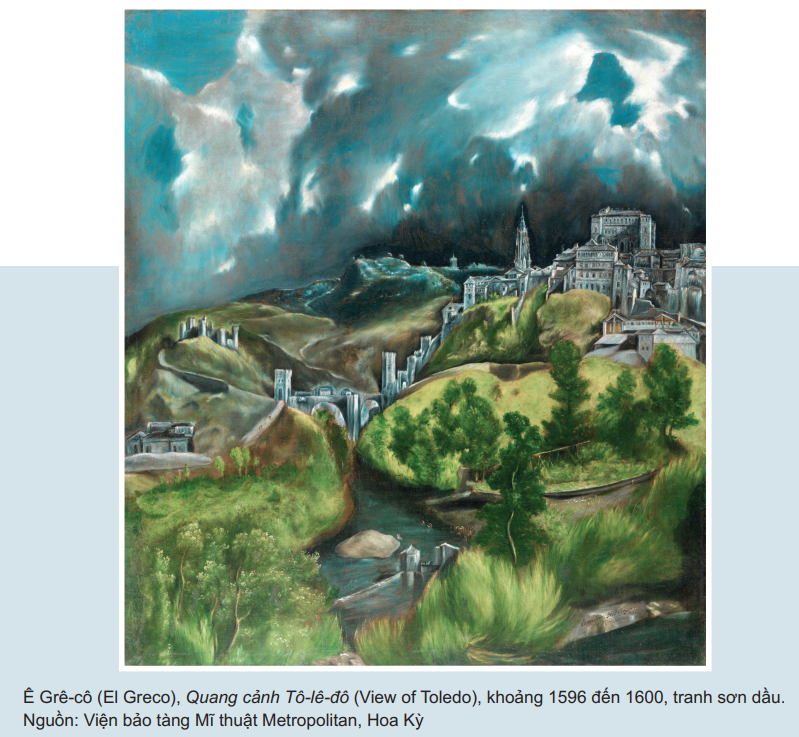 Ê Grê-cô (El Greco), Quang cảnh Tô-lê-đô (View of Toledo), khoảng 1596 đến 1600, tranh sơn dầu.
Nguồn: Viện bảo tàng Mĩ thuật Metropolitan, Hoa Kỳ